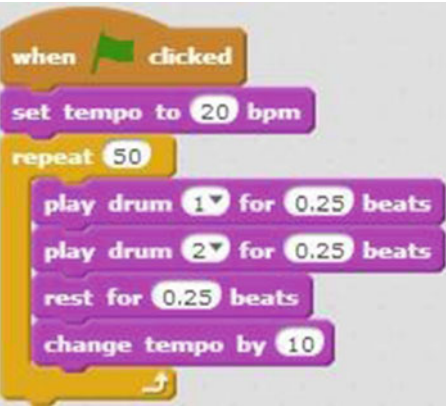 when clicked
set tempo to 20 bpm
repeat 50
play drum 1 for 0.25 beats
play drum 2 for 0.25 beats
rest for 0.25 beats
change tempo by 10